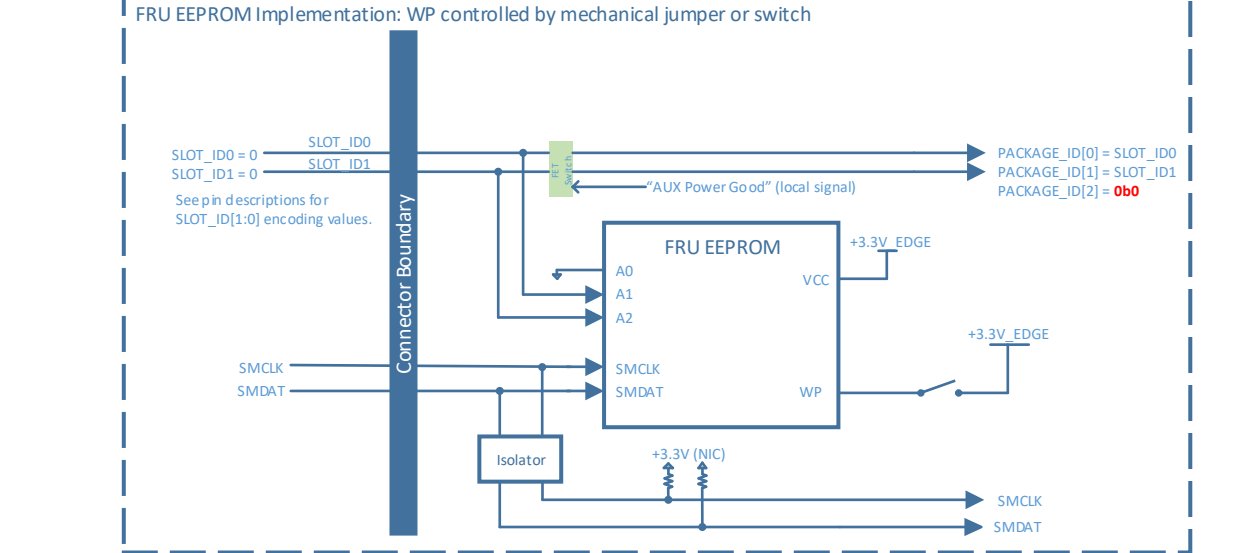 FRU EEPROM Implementation: WP controlled by mechanical jumper or switch
SLOT_ID0
SLOT_ID0 = 0
SLOT_ID1
SLOT_ID1 = 0
See pin descriptions for
SLOT_ID[1:0] encoding values.
Connector Boundary
FET
Switch
"AUX Power Good" (local signal)
PACKAGE_ID[0] = SLOT_ID0
PACKAGE_ID[1] = SLOT_ID1
PACKAGE_ID[2] = 0b0
FRU EEPROM
+3.3V_EDGE
A0
VCC
A1
A2
+3.3V_EDGE
SMCLK
SMCLK
SMDAT
SMDAT
WP
Isolator
+3.3V (NIC)
SMCLK
SMDAT